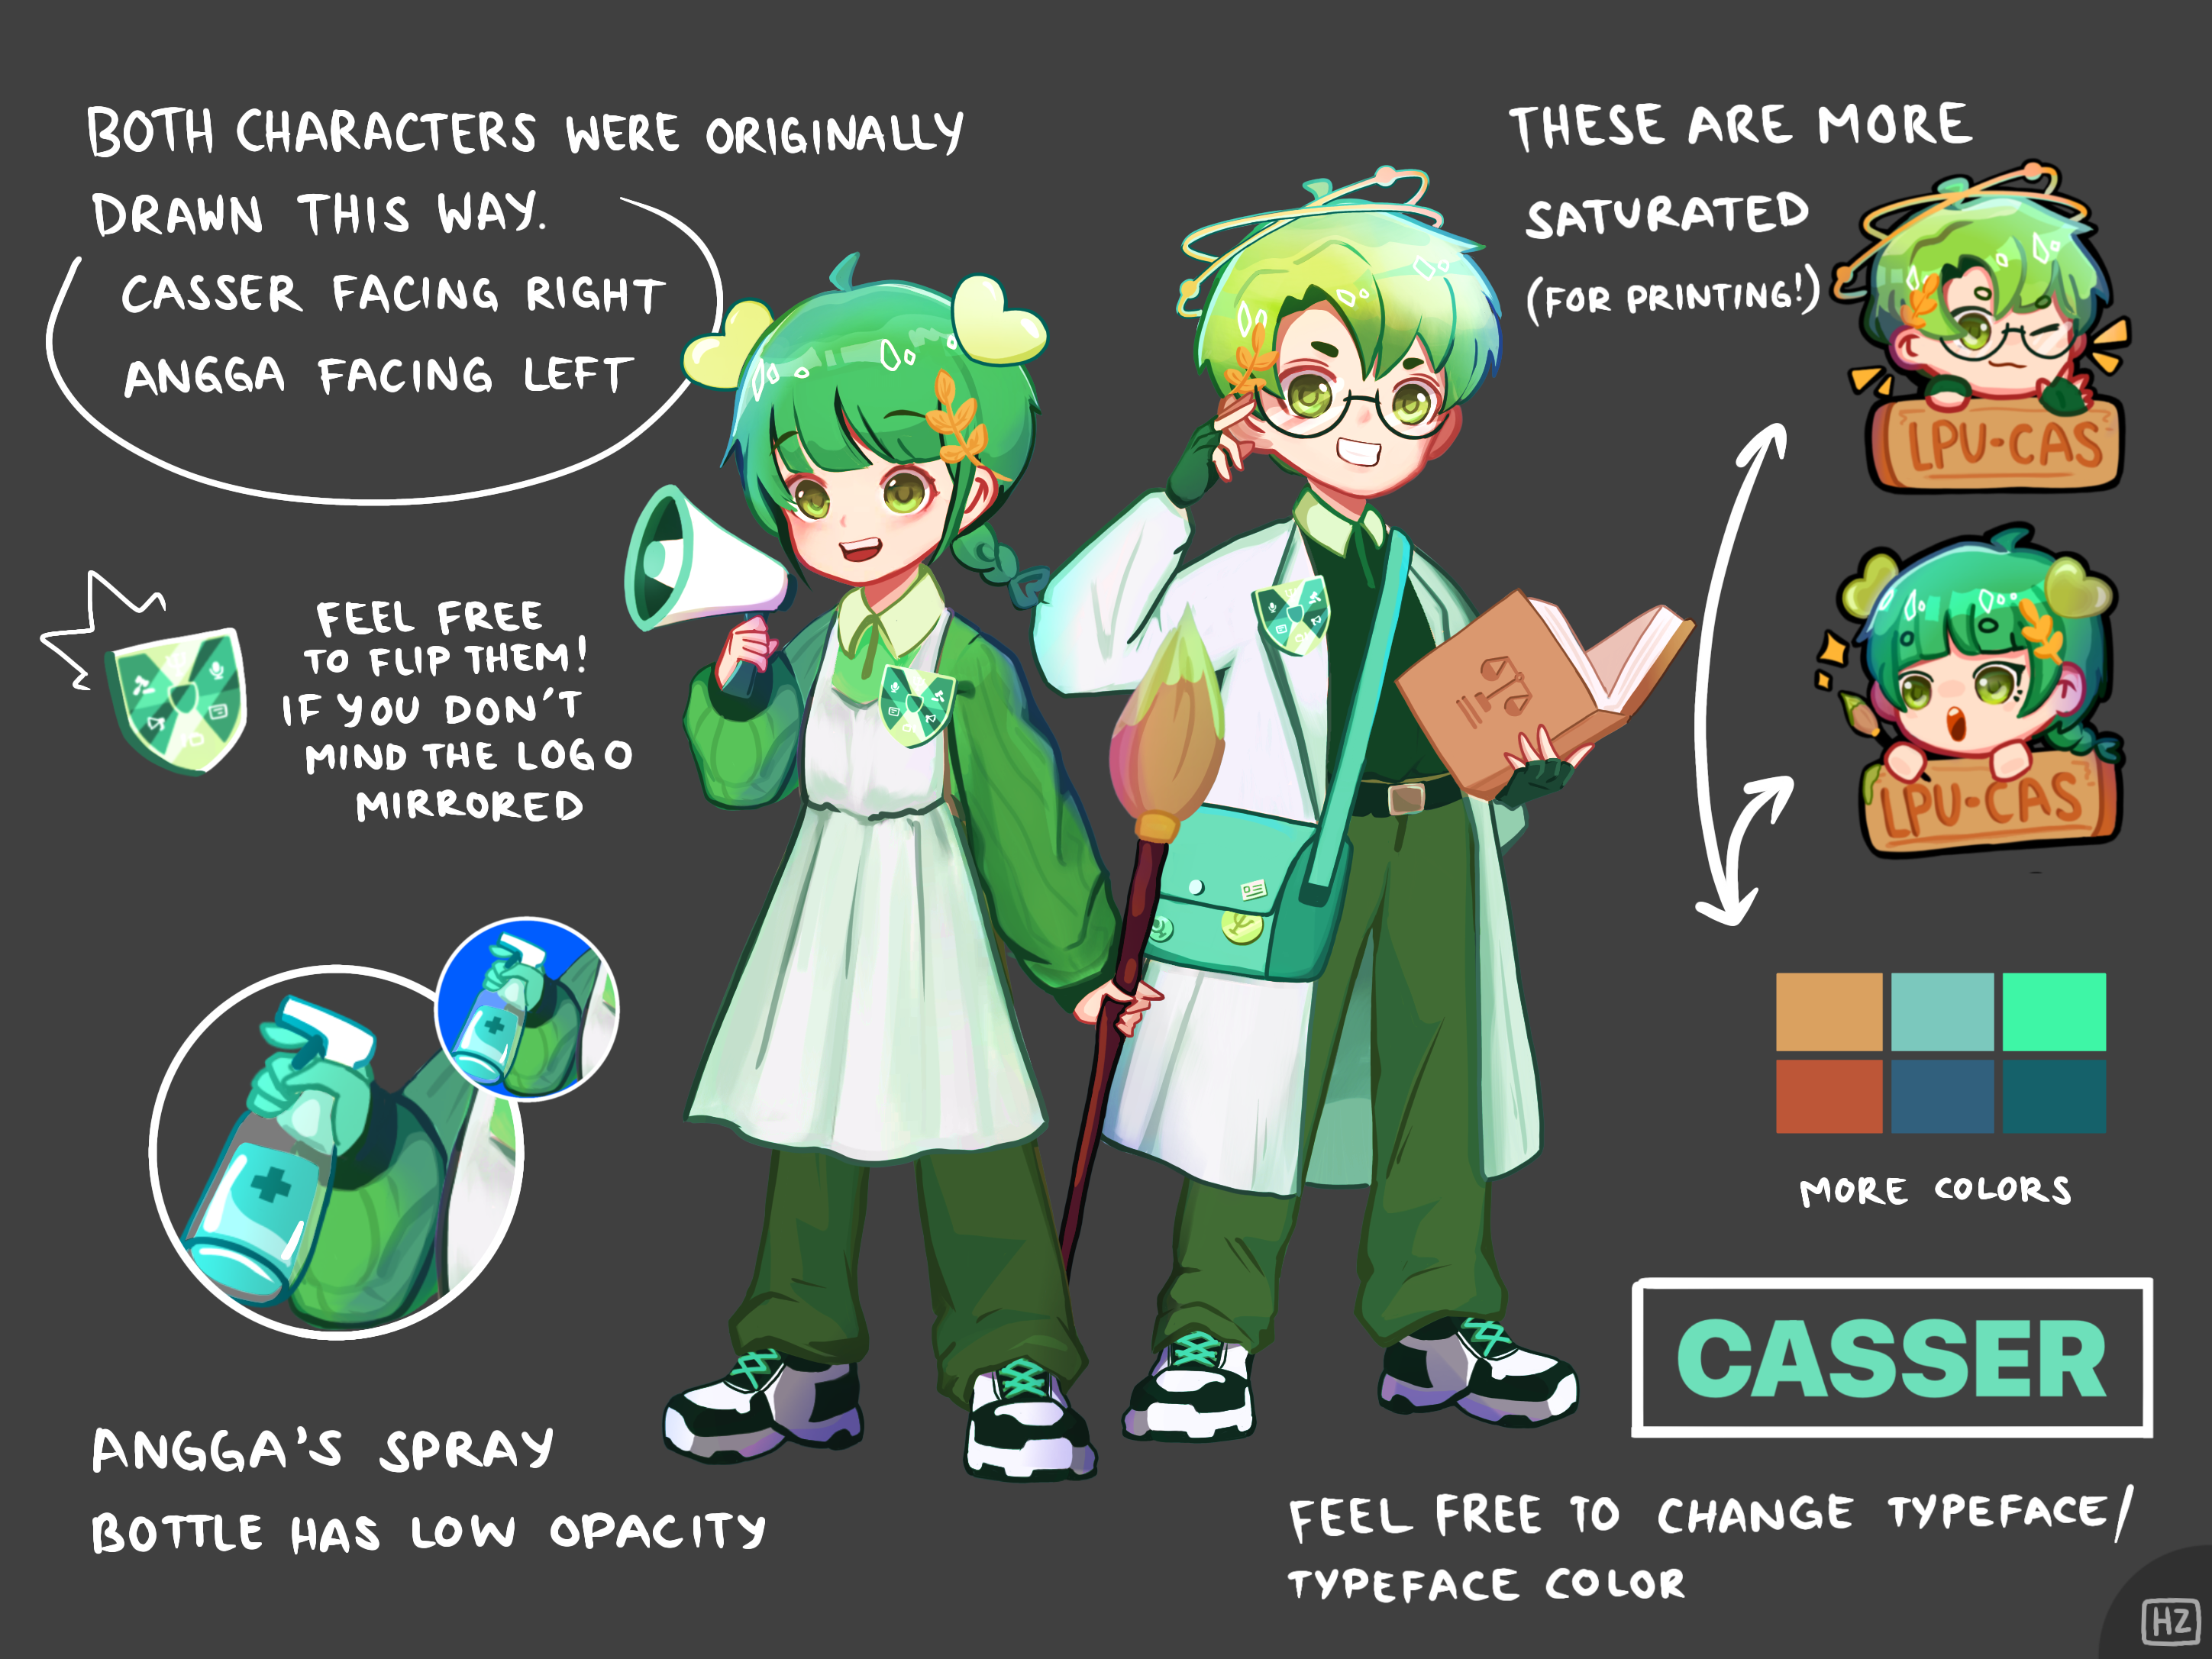 BOTH CHARACTERS WERE ORIGINALLY
DRAWN THIS WAY.
CASSER FACING RIGHT
ANGGA FACING LEFT
FEEL FREE
TO FLIP THEM!
IF YOU DON'T
MIND THE LOGO
MIRRORED
ANGGA'S SPRAY
BOTTLE HAS LOW OPACITY
THESE ARE MORE
SATURATED
(FOR PRINTING!)
LPU-CAS
LPU-CAS
MORE COLORS
CASSER
FEEL FREE TO CHANGE TYPEFACE/
TYPEFACE COLOR
HZ